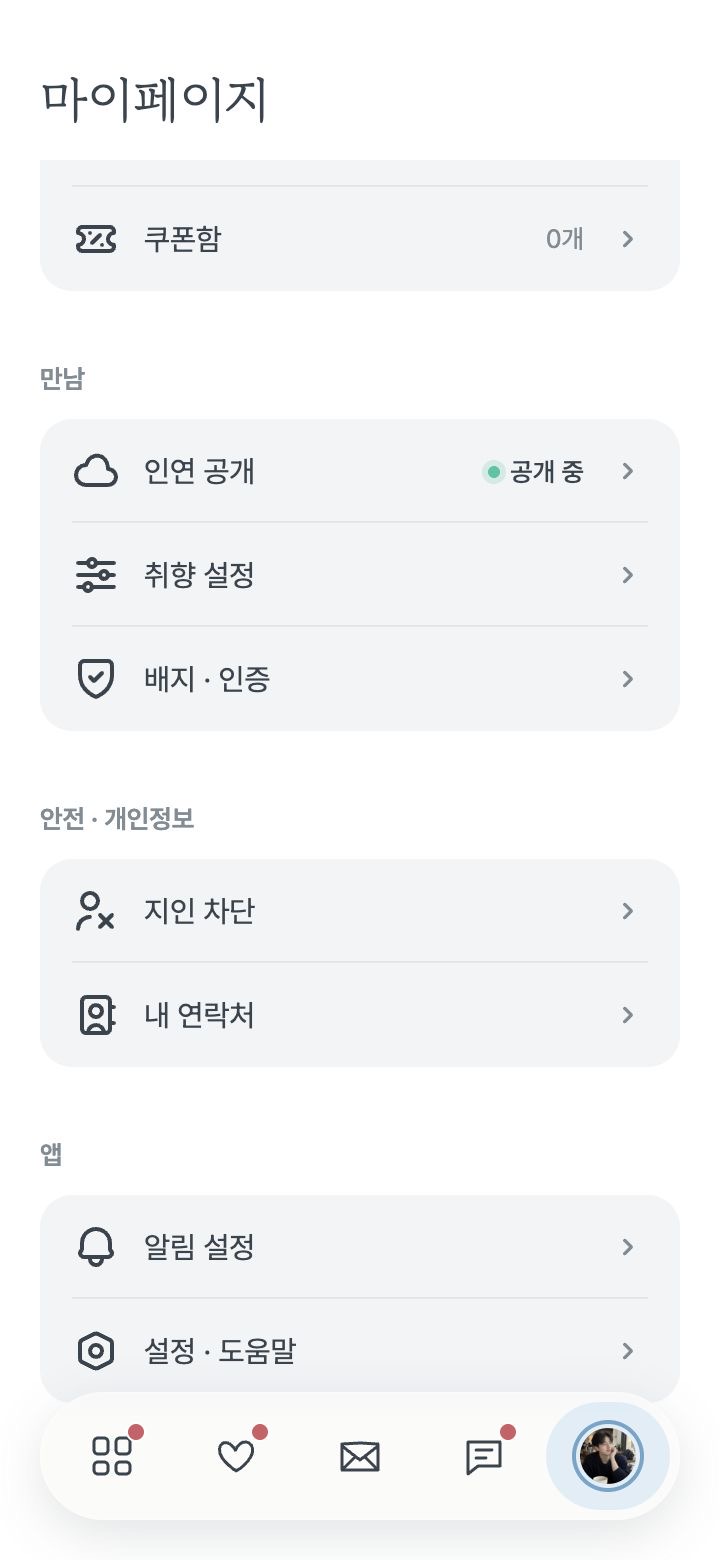 마이페이지
쿠폰함 0개
만남
인연 공개 공개 중
취향 설정
배지 · 인증
안전 · 개인정보
지인 차단
내 연락처
앱
알림 설정
설정 · 도움말